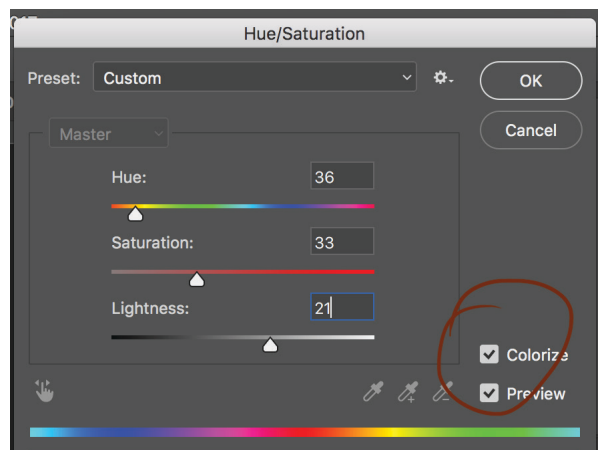 Hue/Saturation
Preset: Custom
OK
Master
Cancel
Hue: 36
Saturation: 33
Lightness: 21
Colorize
Preview